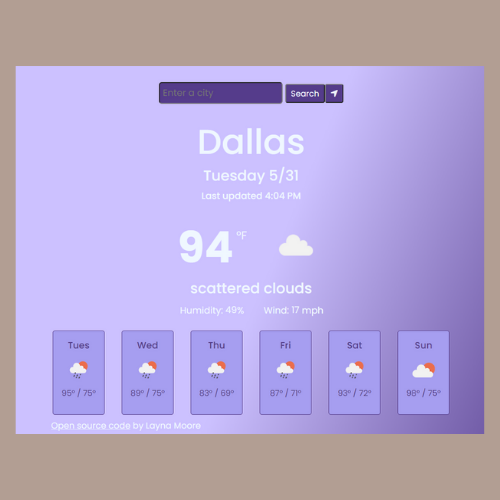 Enter a city
Search
Dallas
Tuesday 5/31
Last updated 4:04 PM
94 °F
scattered clouds
Humidity: 49% Wind: 17 mph
Tues Wed Thu Fri Sat Sun
95° / 75° 89° / 75° 83° / 69° 87° / 71° 93° / 72° 98° / 75°
Open source code by Layna Moore